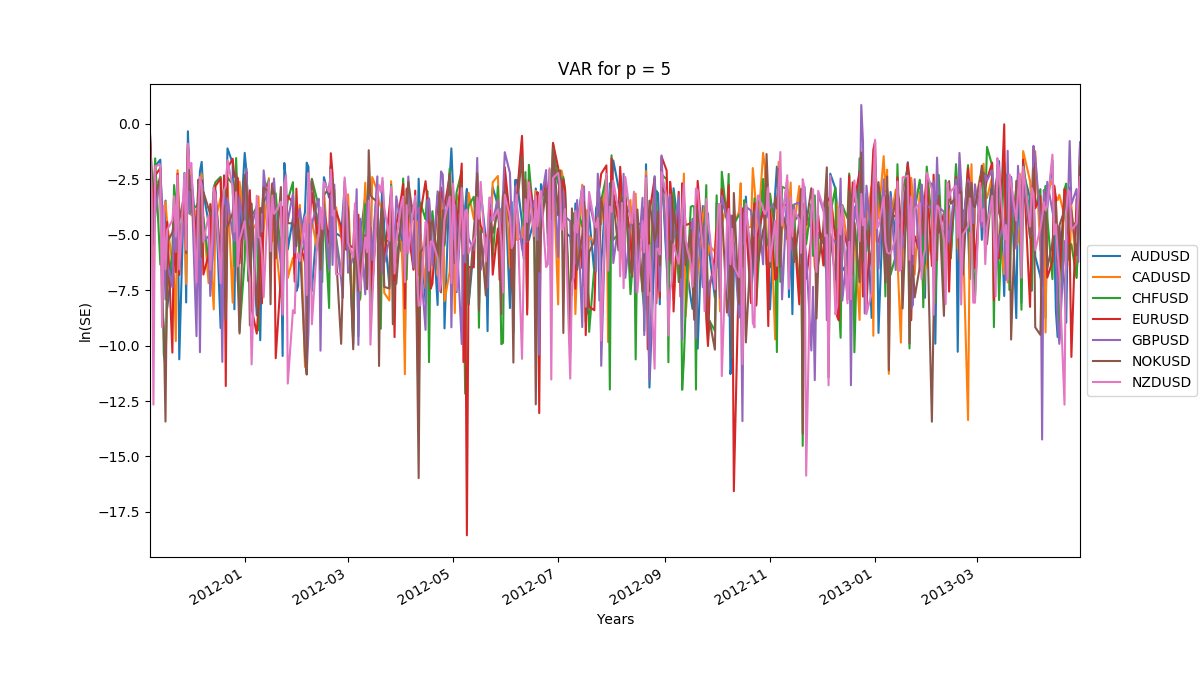 VAR for p = 5
0.0
−2.5
−5.0
−7.5
−10.0
−12.5
−15.0
−17.5
ln(SE)
2012-01
2012-03
2012-05
2012-07
2012-09
2012-11
2013-01
2013-03
Years
AUDUSD
CADUSD
CHFUSD
EURUSD
GBPUSD
NOKUSD
NZDUSD